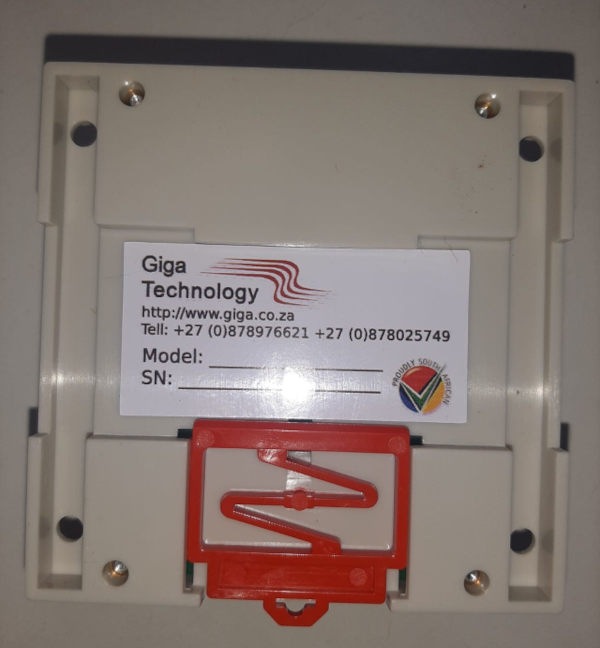 Giga
Technology
http://www.giga.co.za
Tell: +27 (0)878976621 +27 (0)878025749
Model:
SN:
PROUDLY SOUTH AFRICAN